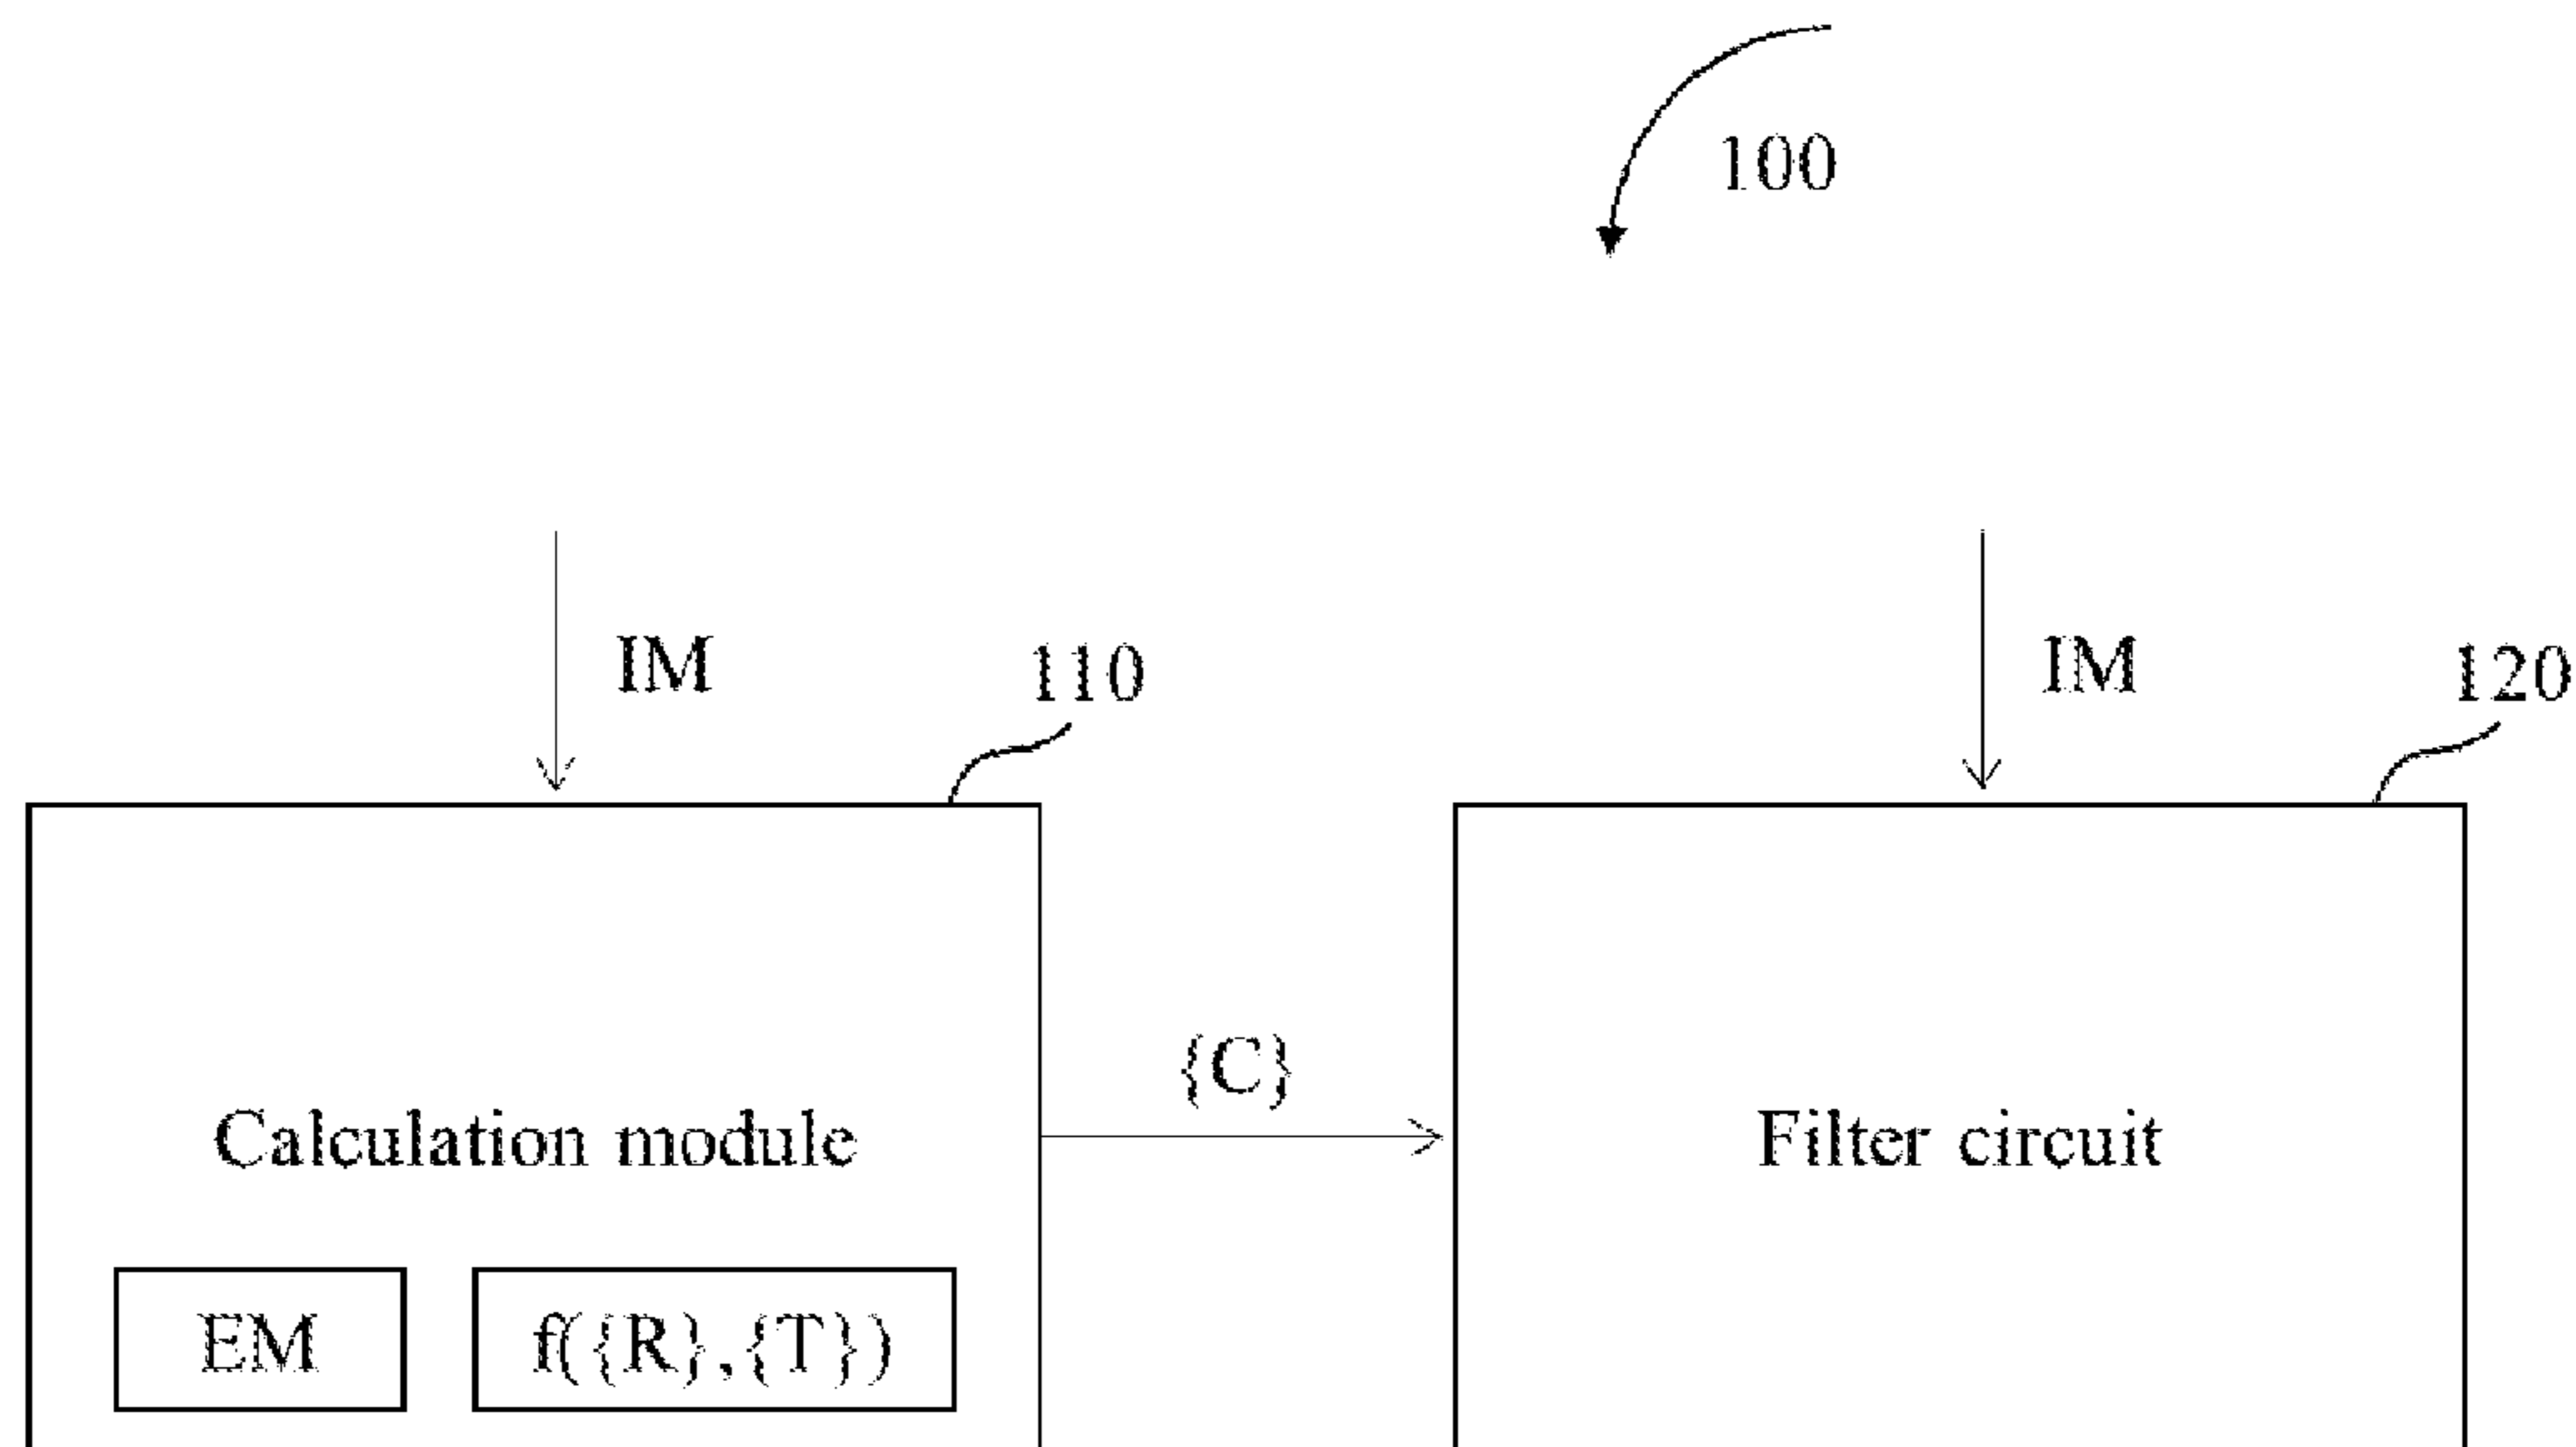 100
IM
110
IM
120
{C}
Calculation module
Filter circuit
EM
f({R},{T})